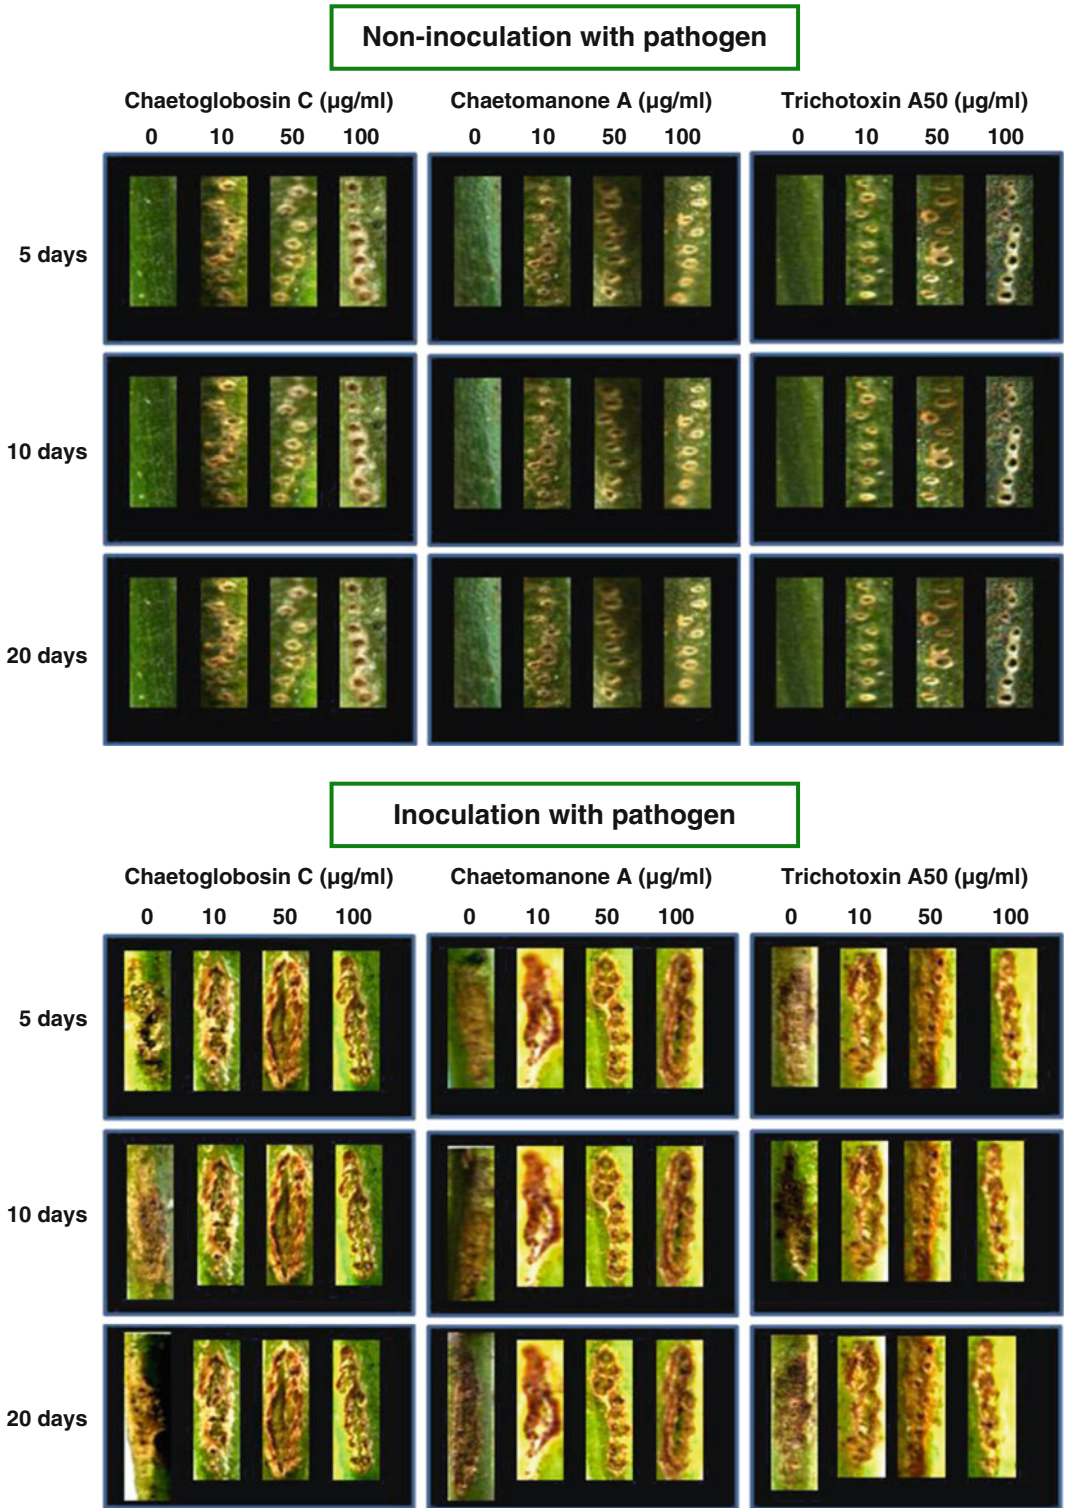 Non-inoculation with pathogen
Chaetoglobosin C (µg/ml) Chaetomanone A (µg/ml) Trichotoxin A50 (µg/ml)
0 10 50 100 0 10 50 100 0 10 50 100
5 days
10 days
20 days
Inoculation with pathogen
Chaetoglobosin C (µg/ml) Chaetomanone A (µg/ml) Trichotoxin A50 (µg/ml)
0 10 50 100 0 10 50 100 0 10 50 100
5 days
10 days
20 days